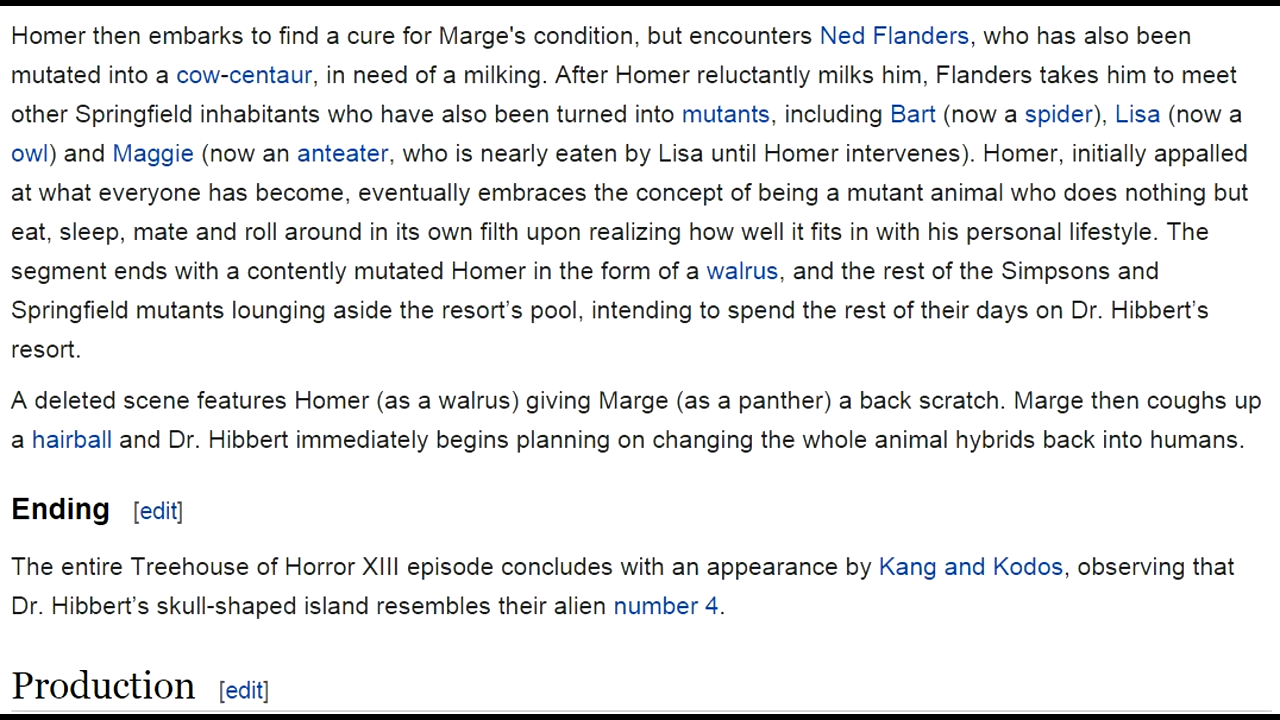 Homer then embarks to find a cure for Marge's condition, but encounters Ned Flanders, who has also been
mutated into a cow-centaur, in need of a milking. After Homer reluctantly milks him, Flanders takes him to meet
other Springfield inhabitants who have also been turned into mutants, including Bart (now a spider), Lisa (now a
owl) and Maggie (now an anteater, who is nearly eaten by Lisa until Homer intervenes). Homer, initially appalled
at what everyone has become, eventually embraces the concept of being a mutant animal who does nothing but
eat, sleep, mate and roll around in its own filth upon realizing how well it fits in with his personal lifestyle. The
segment ends with a contently mutated Homer in the form of a walrus, and the rest of the Simpsons and
Springfield mutants lounging aside the resort’s pool, intending to spend the rest of their days on Dr. Hibbert’s
resort.
A deleted scene features Homer (as a walrus) giving Marge (as a panther) a back scratch. Marge then coughs up
a hairball and Dr. Hibbert immediately begins planning on changing the whole animal hybrids back into humans.
Ending [edit]
The entire Treehouse of Horror XIII episode concludes with an appearance by Kang and Kodos, observing that
Dr. Hibbert’s skull-shaped island resembles their alien number 4.
Production [edit]